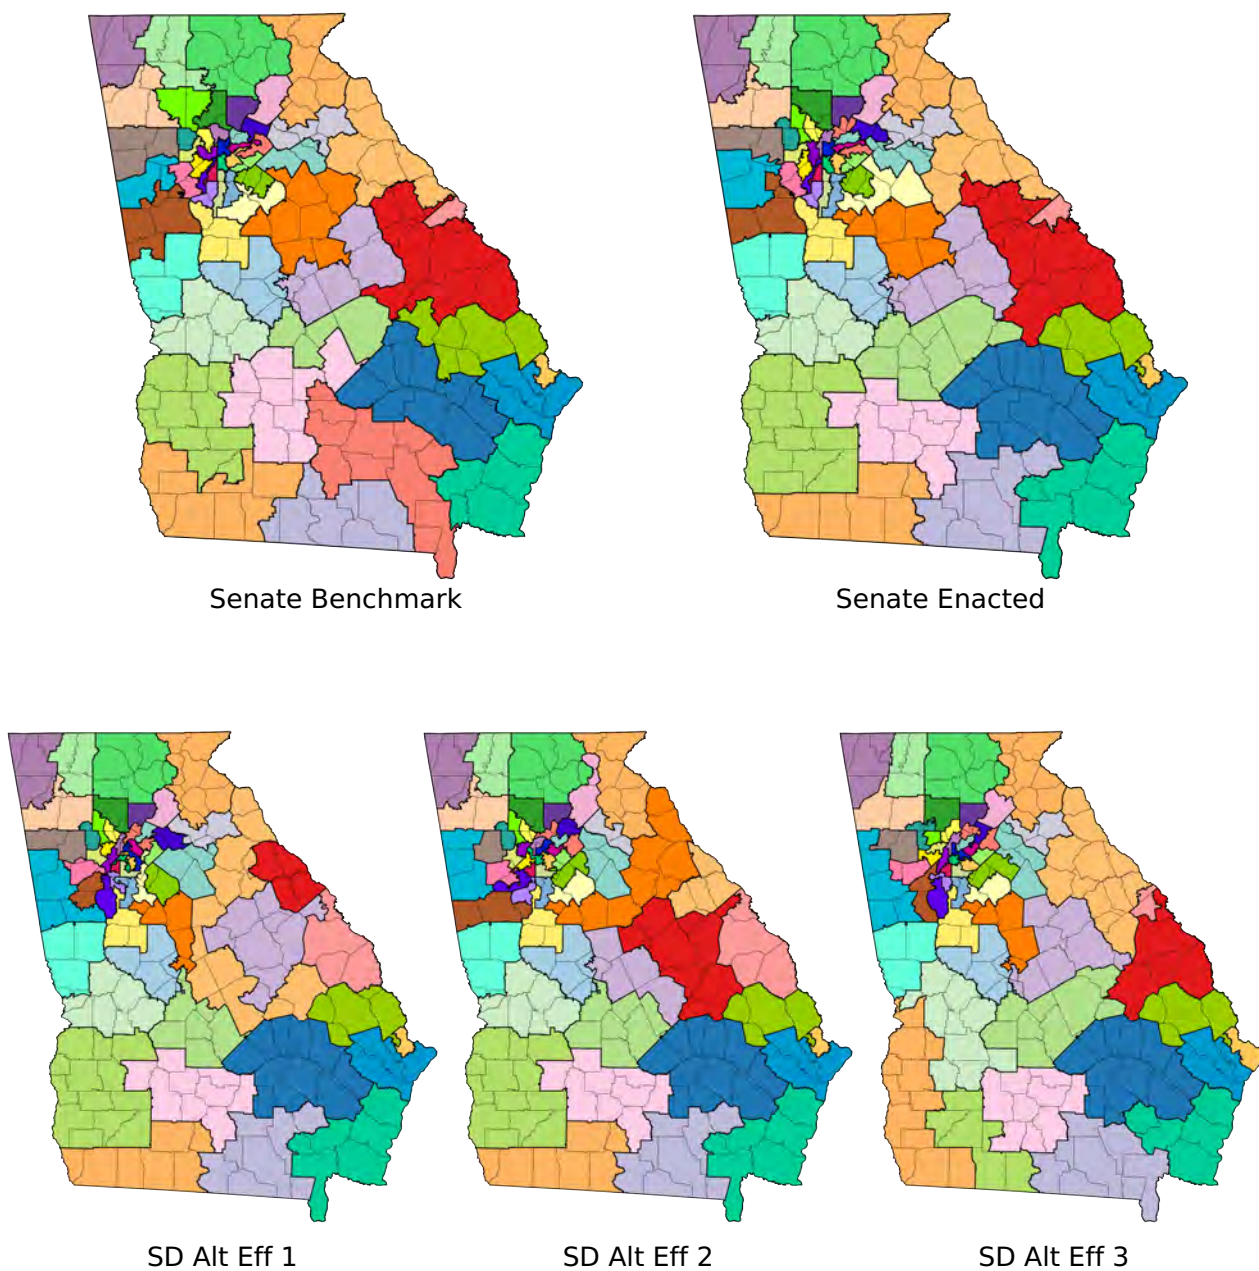 Senate Benchmark
Senate Enacted
SD Alt Eff 1
SD Alt Eff 2
SD Alt Eff 3